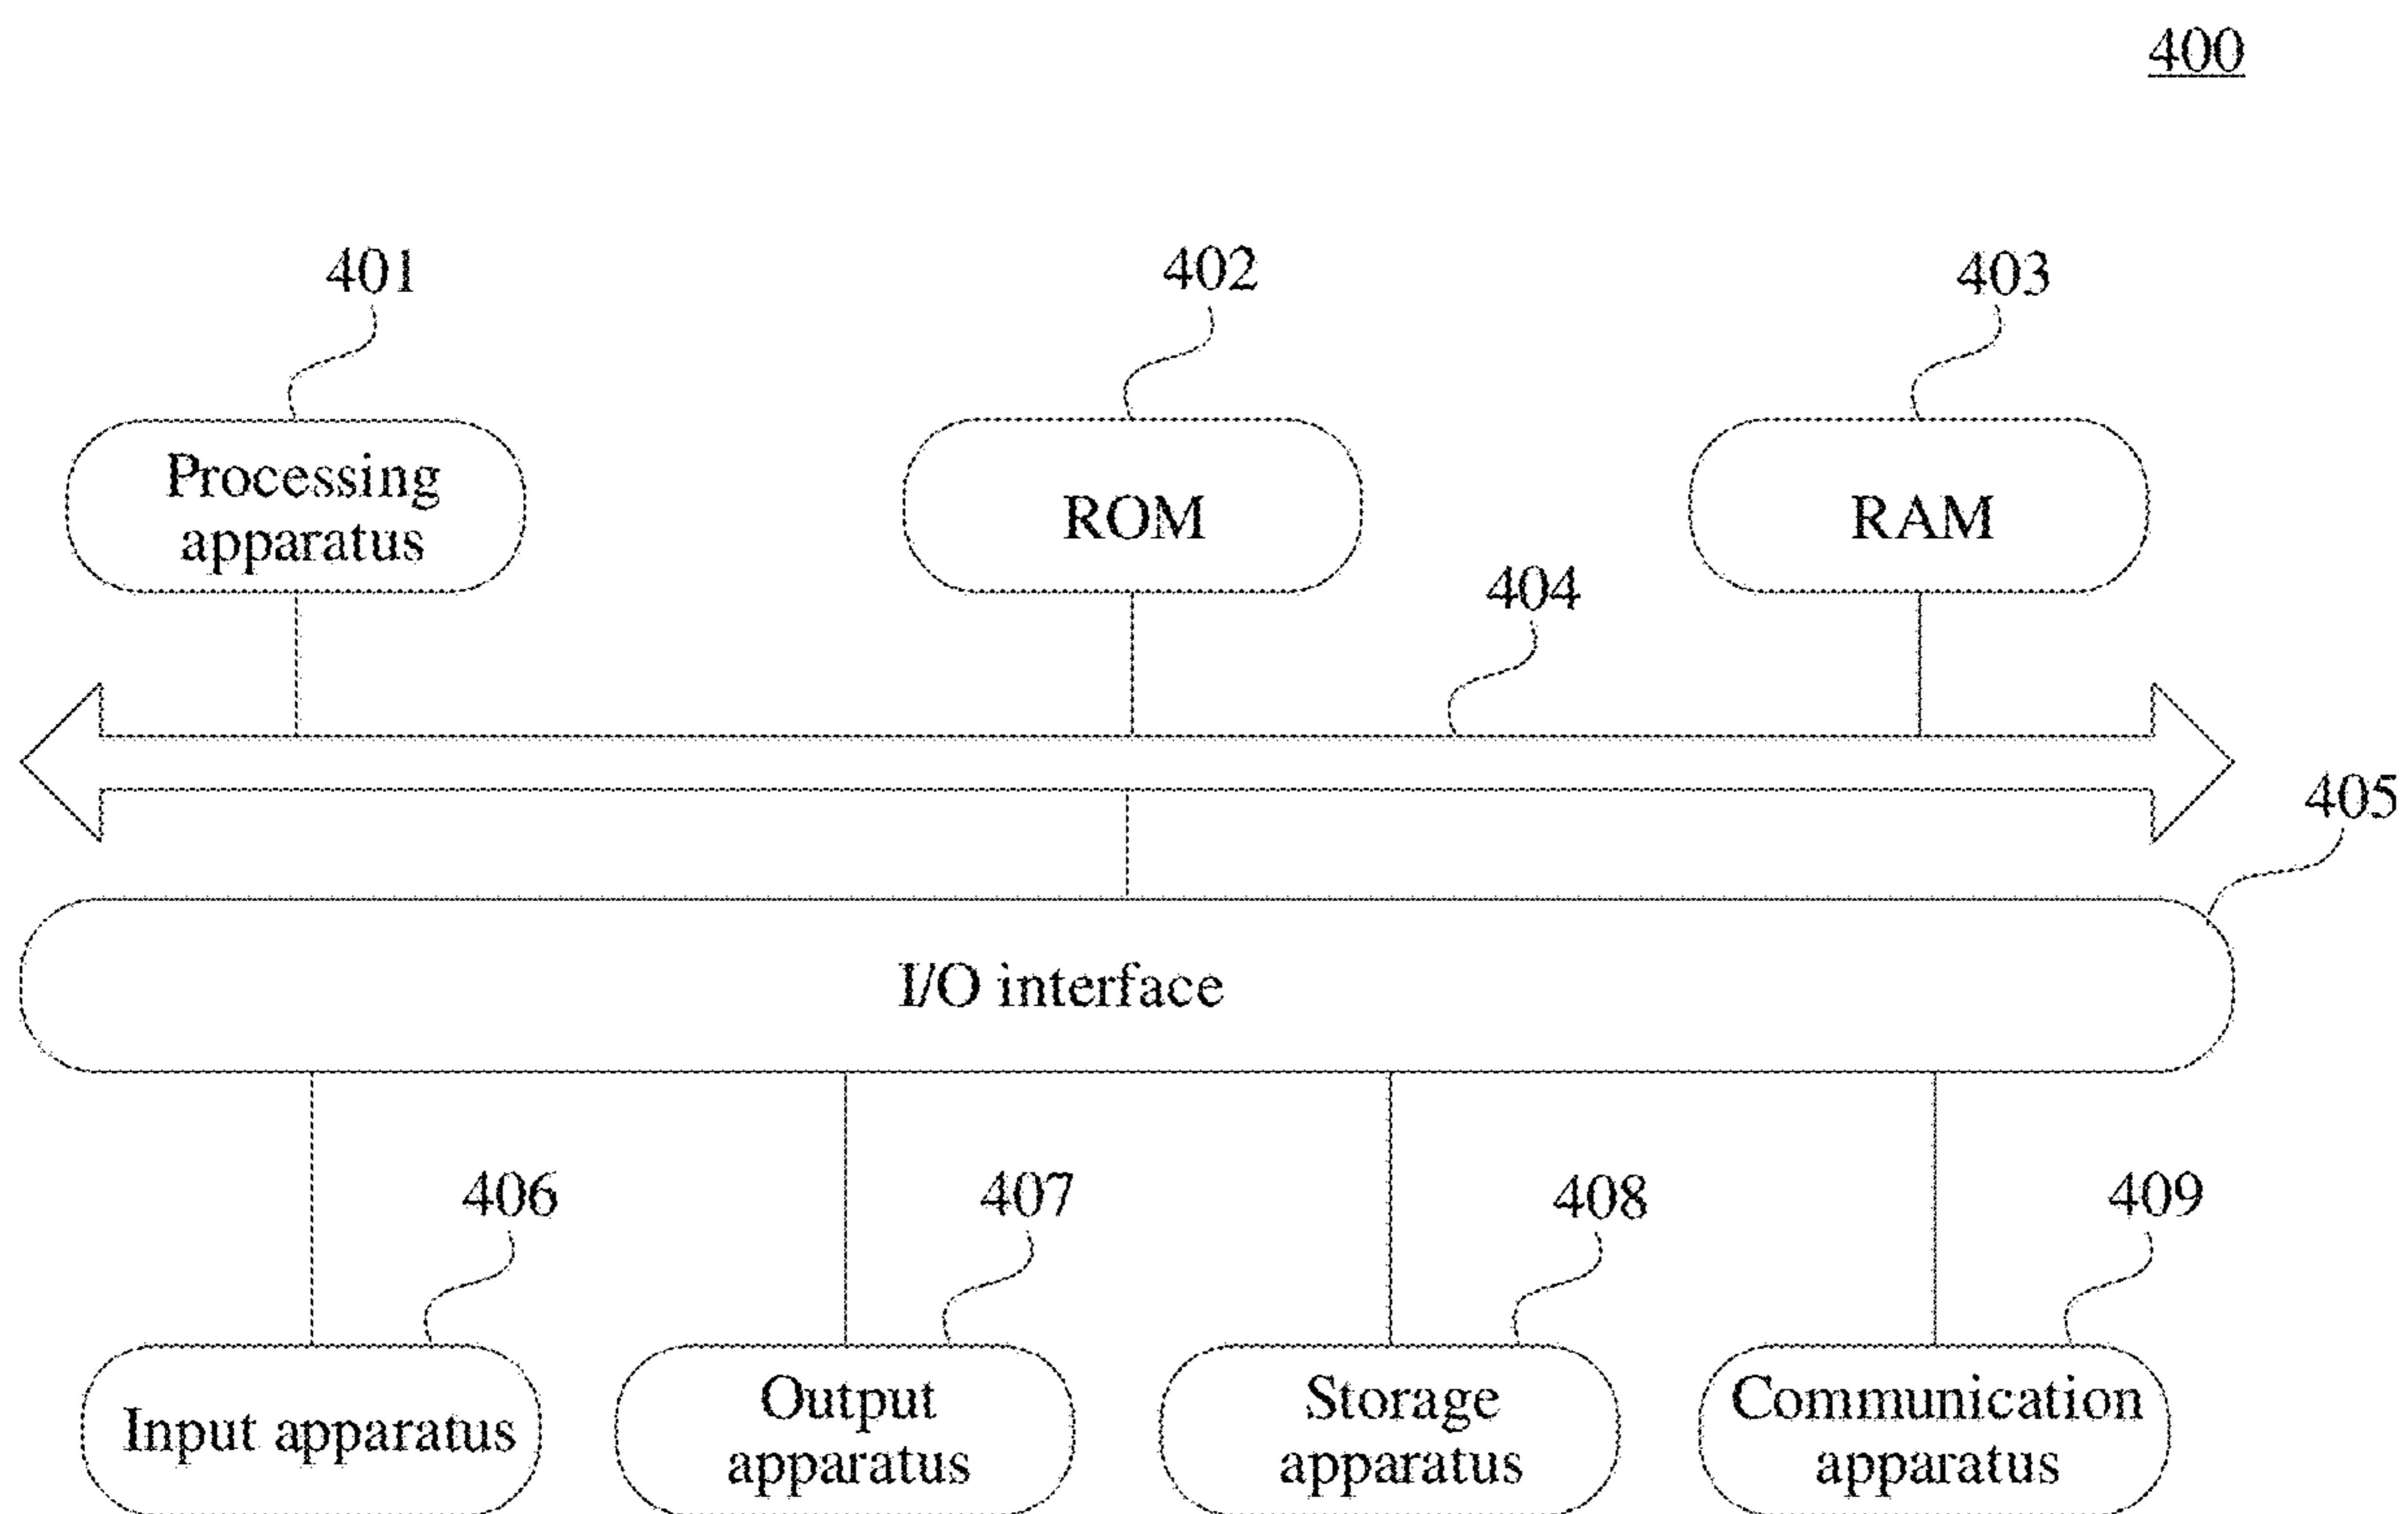 400
401
402
403
Processing
apparatus
ROM
RAM
404
405
I/O interface
406
407
408
409
Input apparatus
Output
apparatus
Storage
apparatus
Communication
apparatus